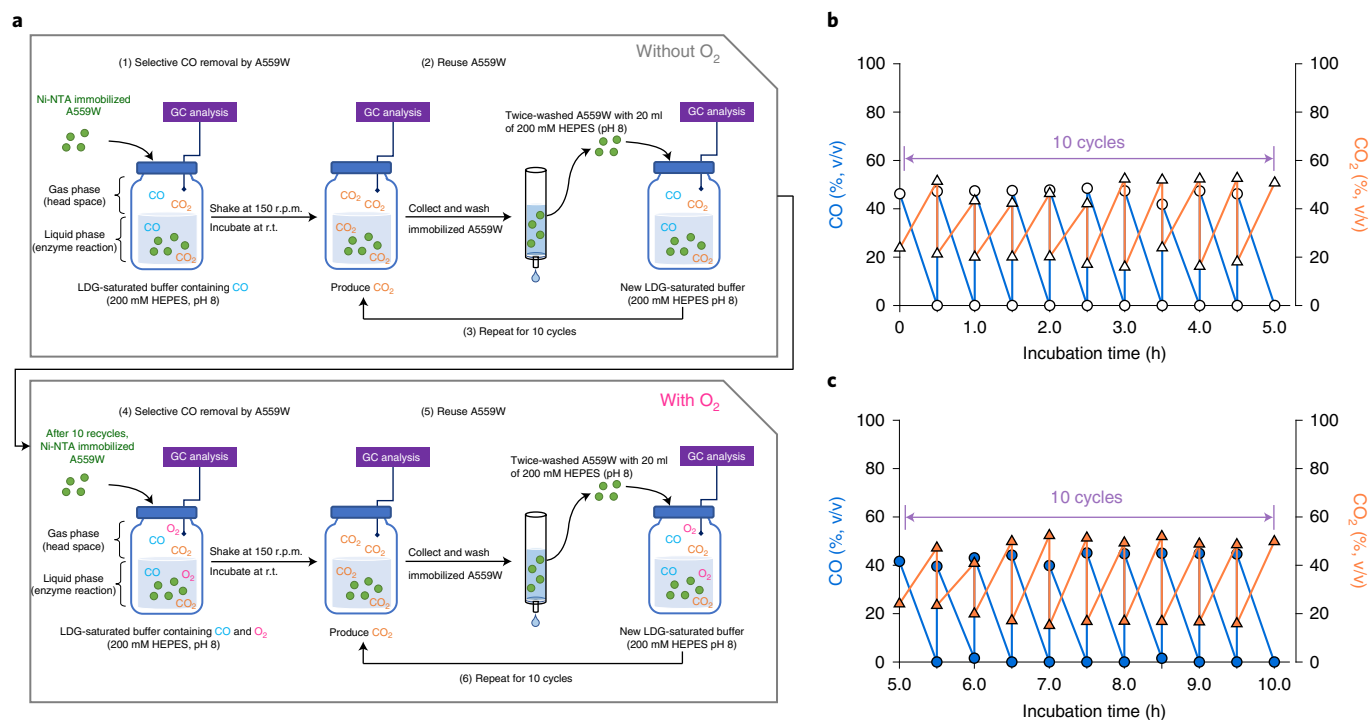 a
Without O2
(1) Selective CO removal by A559W
(2) Reuse A559W
Ni-NTA immobilized
A559W
GC analysis
GC analysis
Twice-washed A559W with 20 ml
of 200 mM HEPES (pH 8)
GC analysis
Gas phase
(head space)
CO
CO2
CO2
CO2
CO
CO2
Shake at 150 r.p.m.
Incubate at r.t.
Collect and wash
immobilized A559W
Liquid phase
(enzyme reaction)
CO
CO2
CO2
CO2
CO
CO2
LDG-saturated buffer containing CO
(200 mM HEPES, pH 8)
Produce CO2
New LDG-saturated buffer
(200 mM HEPES pH 8)
(3) Repeat for 10 cycles
With O2
(4) Selective CO removal by A559W
(5) Reuse A559W
After 10 recycles,
Ni-NTA immobilized
A559W
GC analysis
GC analysis
Twice-washed A559W with 20 ml
of 200 mM HEPES (pH 8)
GC analysis
Gas phase
(head space)
O2
CO
CO2
CO2
CO2
O2
CO
CO2
Shake at 150 r.p.m.
Incubate at r.t.
Collect and wash
immobilized A559W
Liquid phase
(enzyme reaction)
CO
O2
CO2
CO2
CO2
CO
O2
CO2
LDG-saturated buffer containing CO and O2
(200 mM HEPES, pH 8)
Produce CO2
New LDG-saturated buffer
(200 mM HEPES, pH 8)
(6) Repeat for 10 cycles
b
100
80
60
40
20
0
CO (%, v/v)
10 cycles
100
80
60
40
20
0
CO2 (%, v/v)
0
1.0
2.0
3.0
4.0
5.0
Incubation time (h)
c
100
80
60
40
20
0
CO (%, v/v)
10 cycles
100
80
60
40
20
0
CO2 (%, v/v)
5.0
6.0
7.0
8.0
9.0
10.0
Incubation time (h)